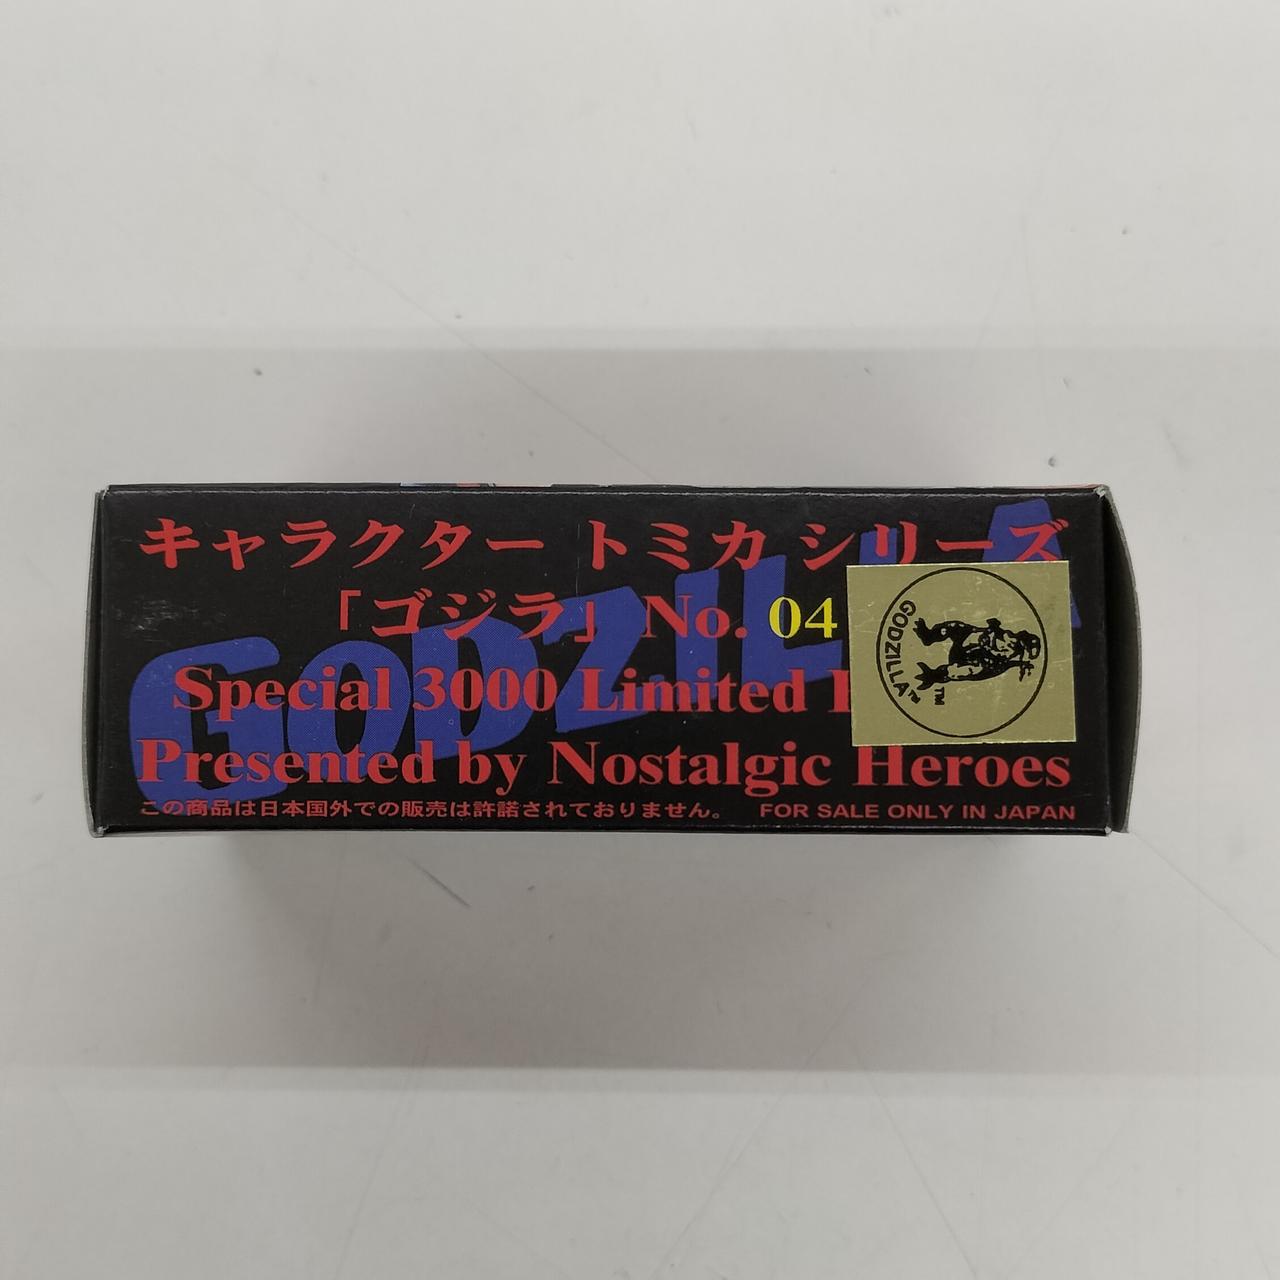 キャラクター トミカ シリーズ
「ゴジラ」 No. 04
Special 3000 Limited
Presented by Nostalgic Heroes
この商品は日本国外での販売は許諾されておりません。 FOR SALE ONLY IN JAPAN
GODZILLA
GODZILLA™
TM